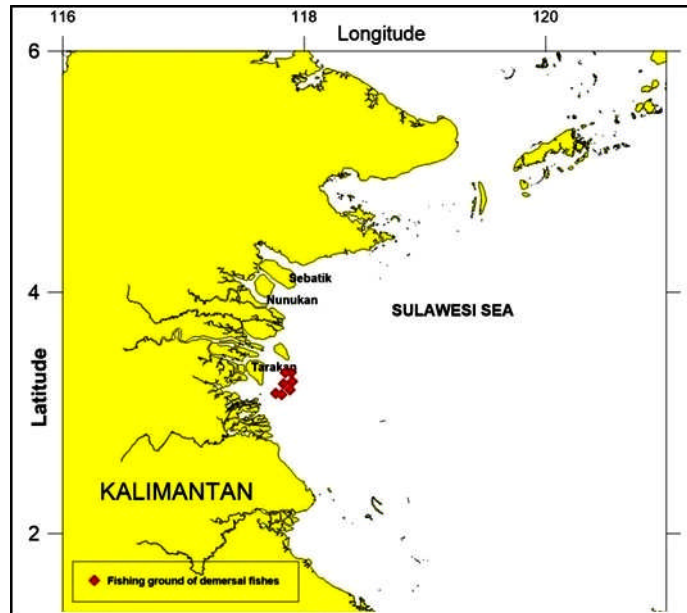 116 118 120
Longitude
6
Sebatik
4
Nunukan
SULAWESI SEA
Tarakan
Latitude
KALIMANTAN
2
Fishing ground of demersal fishes